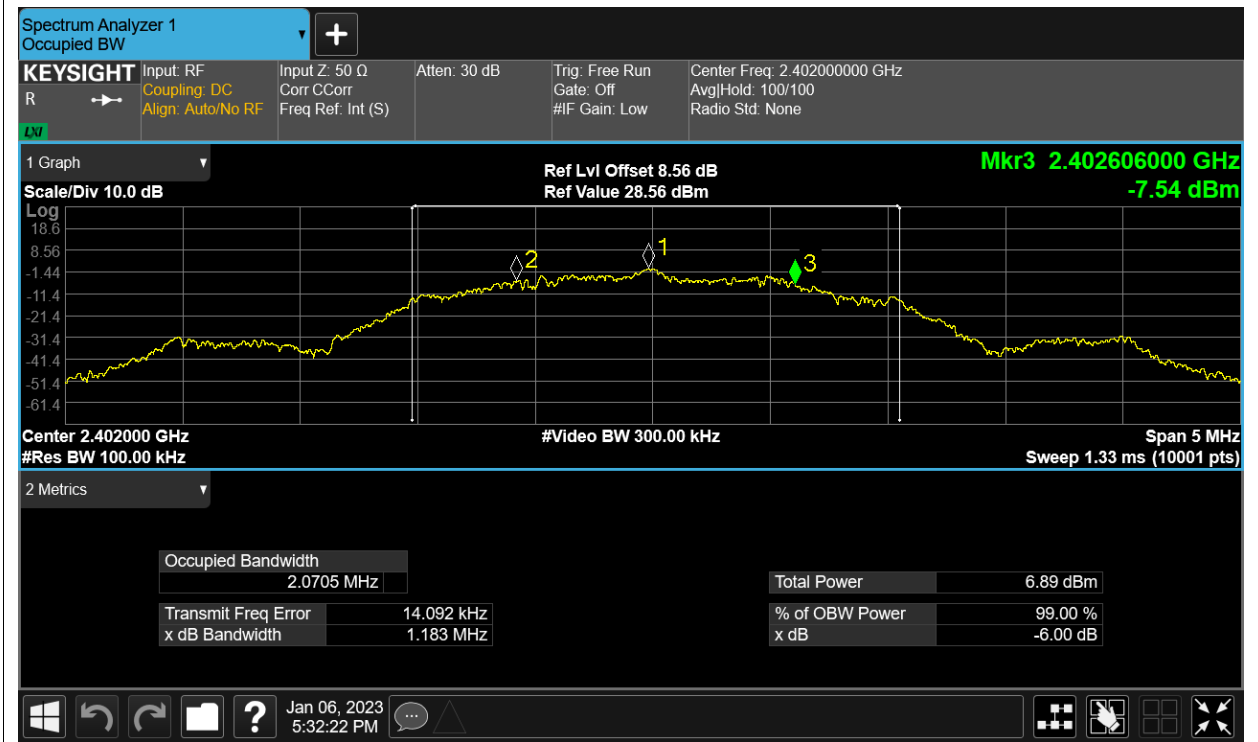 Spectrum Analyzer 1
Occupied BW
KEYSIGHT
R
LXI
Input: RF
Coupling: DC
Align: Auto/No RF
Input Z: 50 Ω
Corr CCorr
Freq Ref: Int (S)
Atten: 30 dB
Trig: Free Run
Gate: Off
#IF Gain: Low
Center Freq: 2.402000000 GHz
Avg|Hold: 100/100
Radio Std: None
1 Graph
Scale/Div 10.0 dB
Ref Lvl Offset 8.56 dB
Ref Value 28.56 dBm
Mkr3 2.402606000 GHz
-7.54 dBm
Log
18.6
8.56
-1.44
-11.4
-21.4
-31.4
-41.4
-51.4
-61.4
2
1
3
Center 2.402000 GHz
#Res BW 100.00 kHz
#Video BW 300.00 kHz
Span 5 MHz
Sweep 1.33 ms (10001 pts)
2 Metrics
Occupied Bandwidth
2.0705 MHz
Transmit Freq Error 14.092 kHz
x dB Bandwidth 1.183 MHz
Total Power 6.89 dBm
% of OBW Power 99.00 %
x dB -6.00 dB
?
Jan 06, 2023
5:32:22 PM